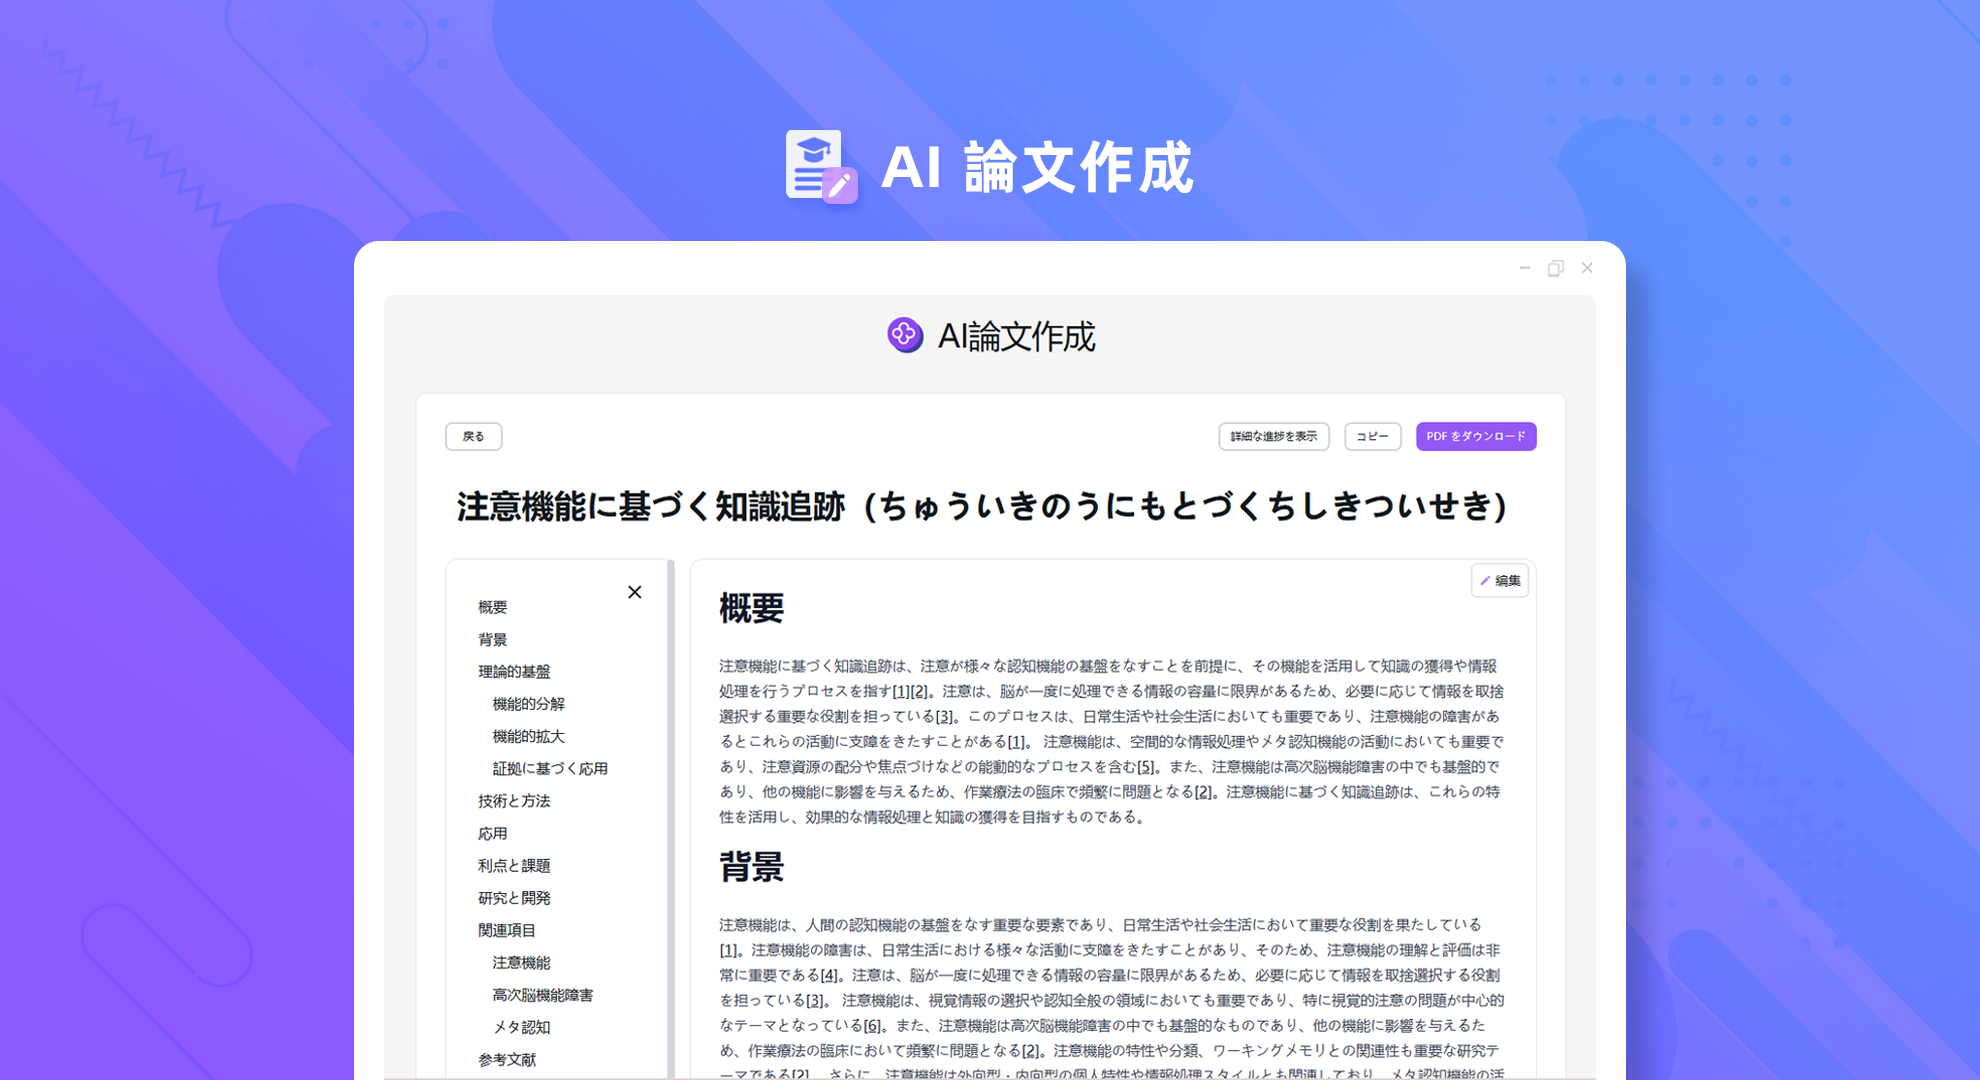 AI 論文作成
AI論文作成
戻る
詳細な進捗を表示
コピー
PDF をダウンロード
注意機能に基づく知識追跡（ちゅういきのうにもとづくちしきついせき）
概要
背景
理論的基盤
機能的分解
機能的拡大
証拠に基づく応用
技術と方法
応用
利点と課題
研究と開発
関連項目
注意機能
高次脳機能障害
メタ認知
参考文献
編集
概要
注意機能に基づく知識追跡は、注意が様々な認知機能の基盤をなすことを前提に、その機能を活用して知識の獲得や情報
処理を行うプロセスを指す[1][2]。注意は、脳が一度に処理できる情報の容量に限界があるため、必要に応じて情報を取捨
選択する重要な役割を担っている[3]。このプロセスは、日常生活や社会生活においても重要であり、注意機能の障害があ
るとこれらの活動に支障をきたすことがある[1]。 注意機能は、空間的な情報処理やメタ認知機能の活動においても重要で
あり、注意資源の配分や焦点づけなどの能動的なプロセスを含む[5]。また、注意機能は高次脳機能障害の中でも基盤的で
あり、他の機能に影響を与えるため、作業療法の臨床で頻繁に問題となる[2]。注意機能に基づく知識追跡は、これらの特
性を活用し、効果的な情報処理と知識の獲得を目指すものである。
背景
注意機能は、人間の認知機能の基盤をなす重要な要素であり、日常生活や社会生活において重要な役割を果たしている
[1]。注意機能の障害は、日常生活における様々な活動に支障をきたすことがあり、そのため、注意機能の理解と評価は非
常に重要である[4]。注意は、脳が一度に処理できる情報の容量に限界があるため、必要に応じて情報を取捨選択する役割
を担っている[3]。 注意機能は、視覚情報の選択や認知全般の領域においても重要であり、特に視覚的注意の問題が中心的
なテーマとなっている[6]。また、注意機能は高次脳機能障害の中でも基盤的なものであり、他の機能に影響を与えるた
め、作業療法の臨床において頻繁に問題となる[2]。注意機能の特性や分類、ワーキングメモリとの関連性も重要な研究テ
ーマである[2]。 さらに、注意機能は外向型・内向型の個人特性や情報処理スタイルとも関連しており、メタ認知機能の活